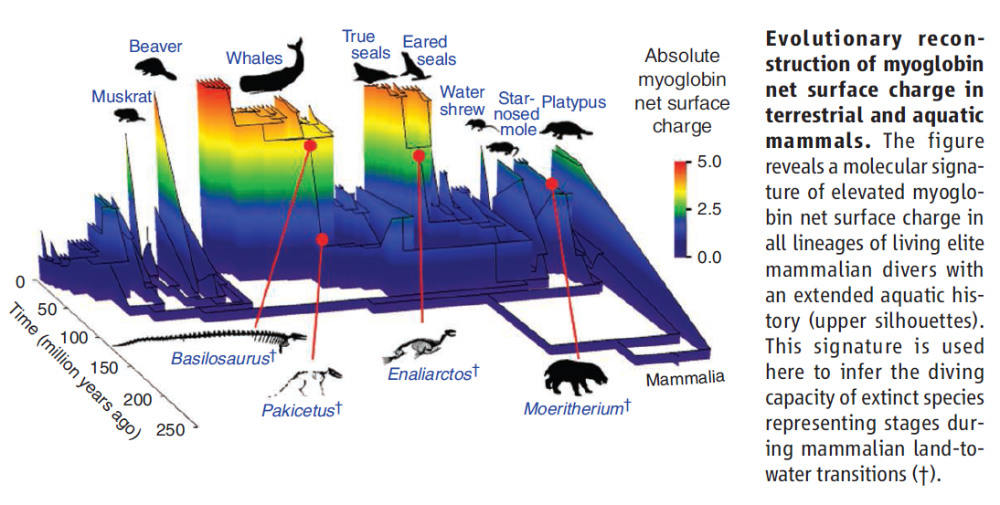 Beaver
Whales
True
seals
Eared
seals
Muskrat
Water
shrew
Star-
nosed
mole
Platypus
Absolute
myoglobin
net surface
charge
5.0
2.5
0.0
0
50
100
150
200
250
Time (million years ago)
Basilosaurus†
Pakicetus†
Enaliarctos†
Moeritherium†
Mammalia
Evolutionary recon-
struction of myoglobin
net surface charge in
terrestrial and aquatic
mammals. The figure
reveals a molecular signa-
ture of elevated myoglo-
bin net surface charge in
all lineages of living elite
mammalian divers with
an extended aquatic his-
tory (upper silhouettes).
This signature is used
here to infer the diving
capacity of extinct species
representing stages dur-
ing mammalian land-to-
water transitions (†).